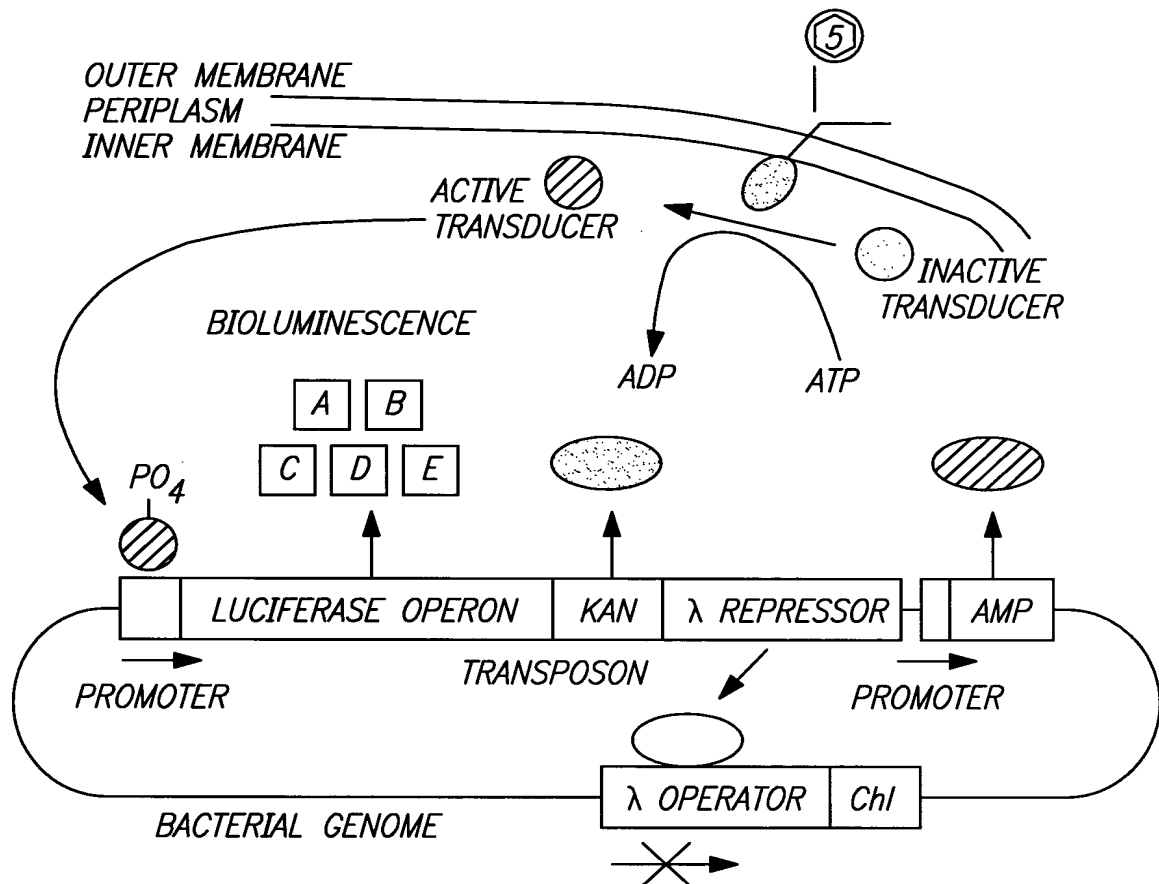 5
OUTER MEMBRANE
PERIPLASM
INNER MEMBRANE
ACTIVE
TRANSDUCER
INACTIVE
TRANSDUCER
BIOLUMINESCENCE
ADP
ATP
A
B
C
D
E
PO4
LUCIFERASE OPERON
KAN
λ REPRESSOR
AMP
PROMOTER
TRANSPOSON
PROMOTER
λ OPERATOR
Chl
BACTERIAL GENOME